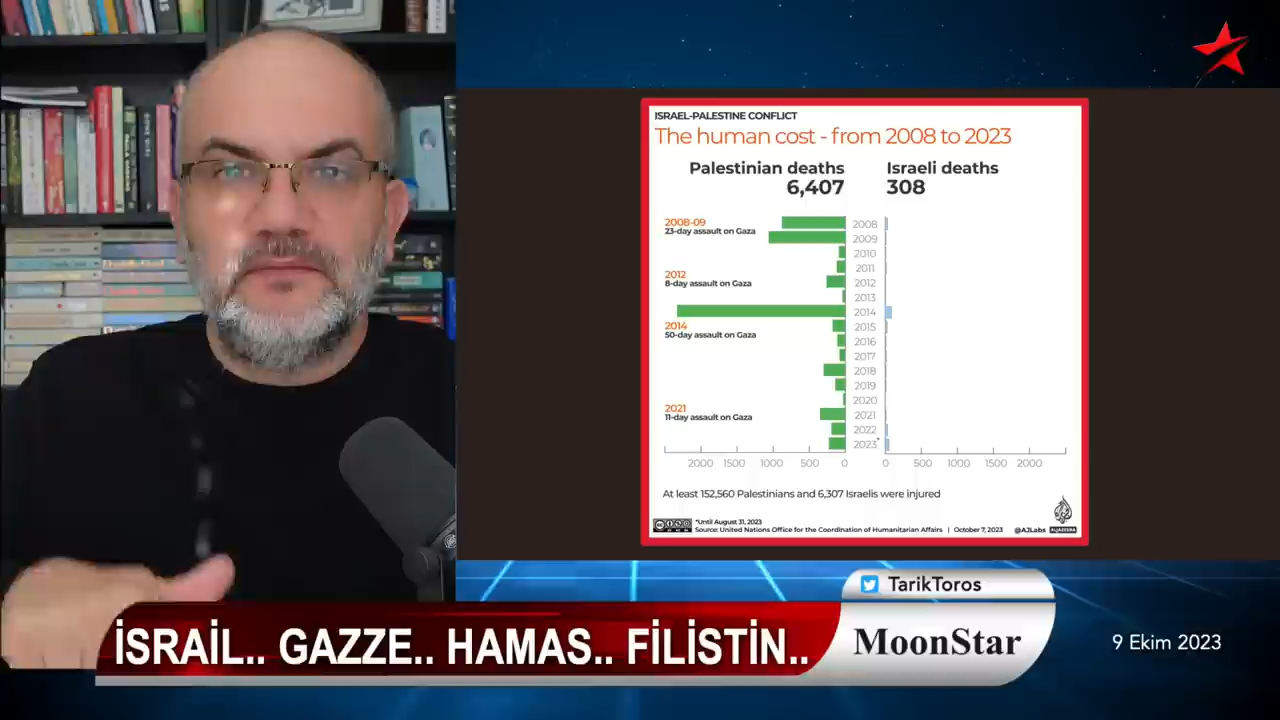 ISRAEL-PALESTINE CONFLICT
The human cost - from 2008 to 2023
Palestinian deaths
6,407
Israeli deaths
308
2008-09
23-day assault on Gaza
2012
8-day assault on Gaza
2014
50-day assault on Gaza
2021
11-day assault on Gaza
2008
2009
2010
2011
2012
2013
2014
2015
2016
2017
2018
2019
2020
2021
2022
2023*
2000 1500 1000 500 0
0 500 1000 1500 2000
At least 152,560 Palestinians and 6,307 Israelis were injured
*Until August 31, 2023
Source: United Nations Office for the Coordination of Humanitarian Affairs | October 7, 2023 @AJLabs ALJAZEERA
TarikToros
İSRAİL.. GAZZE.. HAMAS.. FİLİSTİN..
MoonStar
9 Ekim 2023